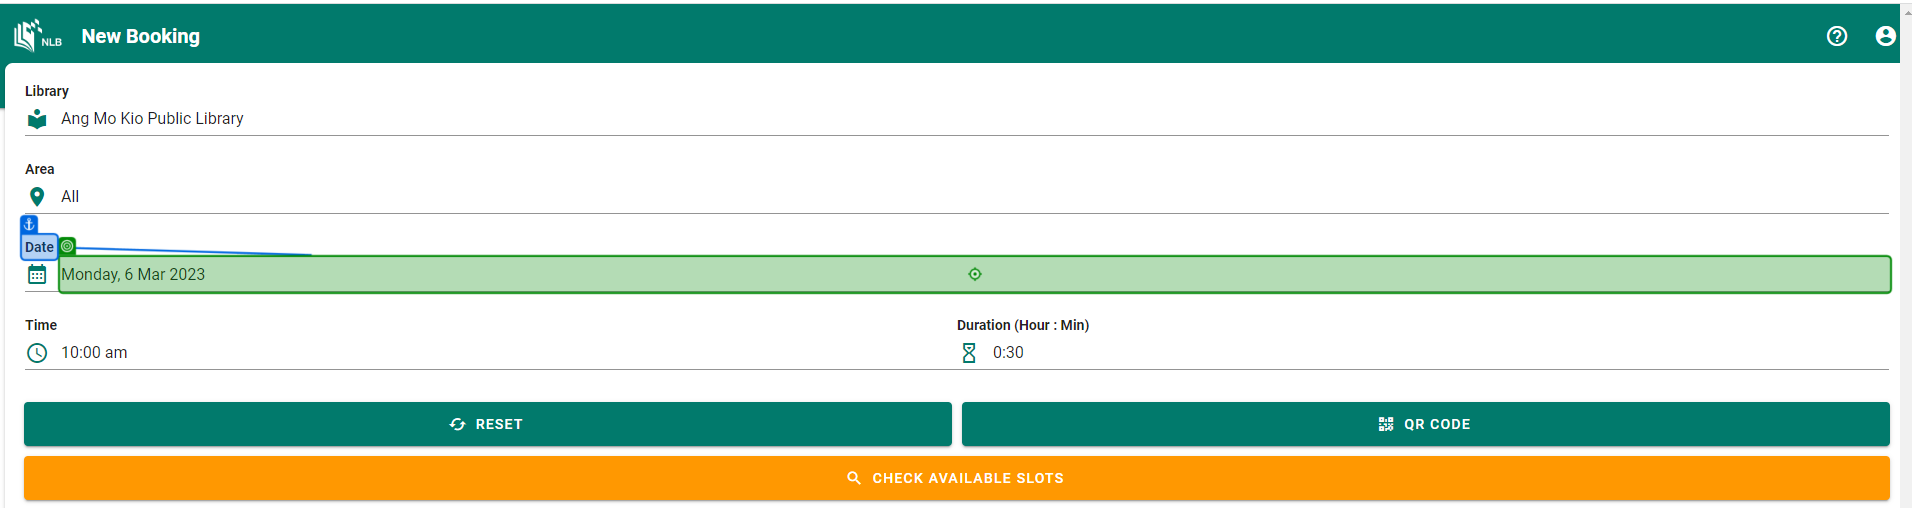 NLB New Booking
Library
Ang Mo Kio Public Library
Area
All
Date
Monday, 6 Mar 2023
Time
10:00 am
Duration (Hour : Min)
0:30
RESET
QR CODE
CHECK AVAILABLE SLOTS